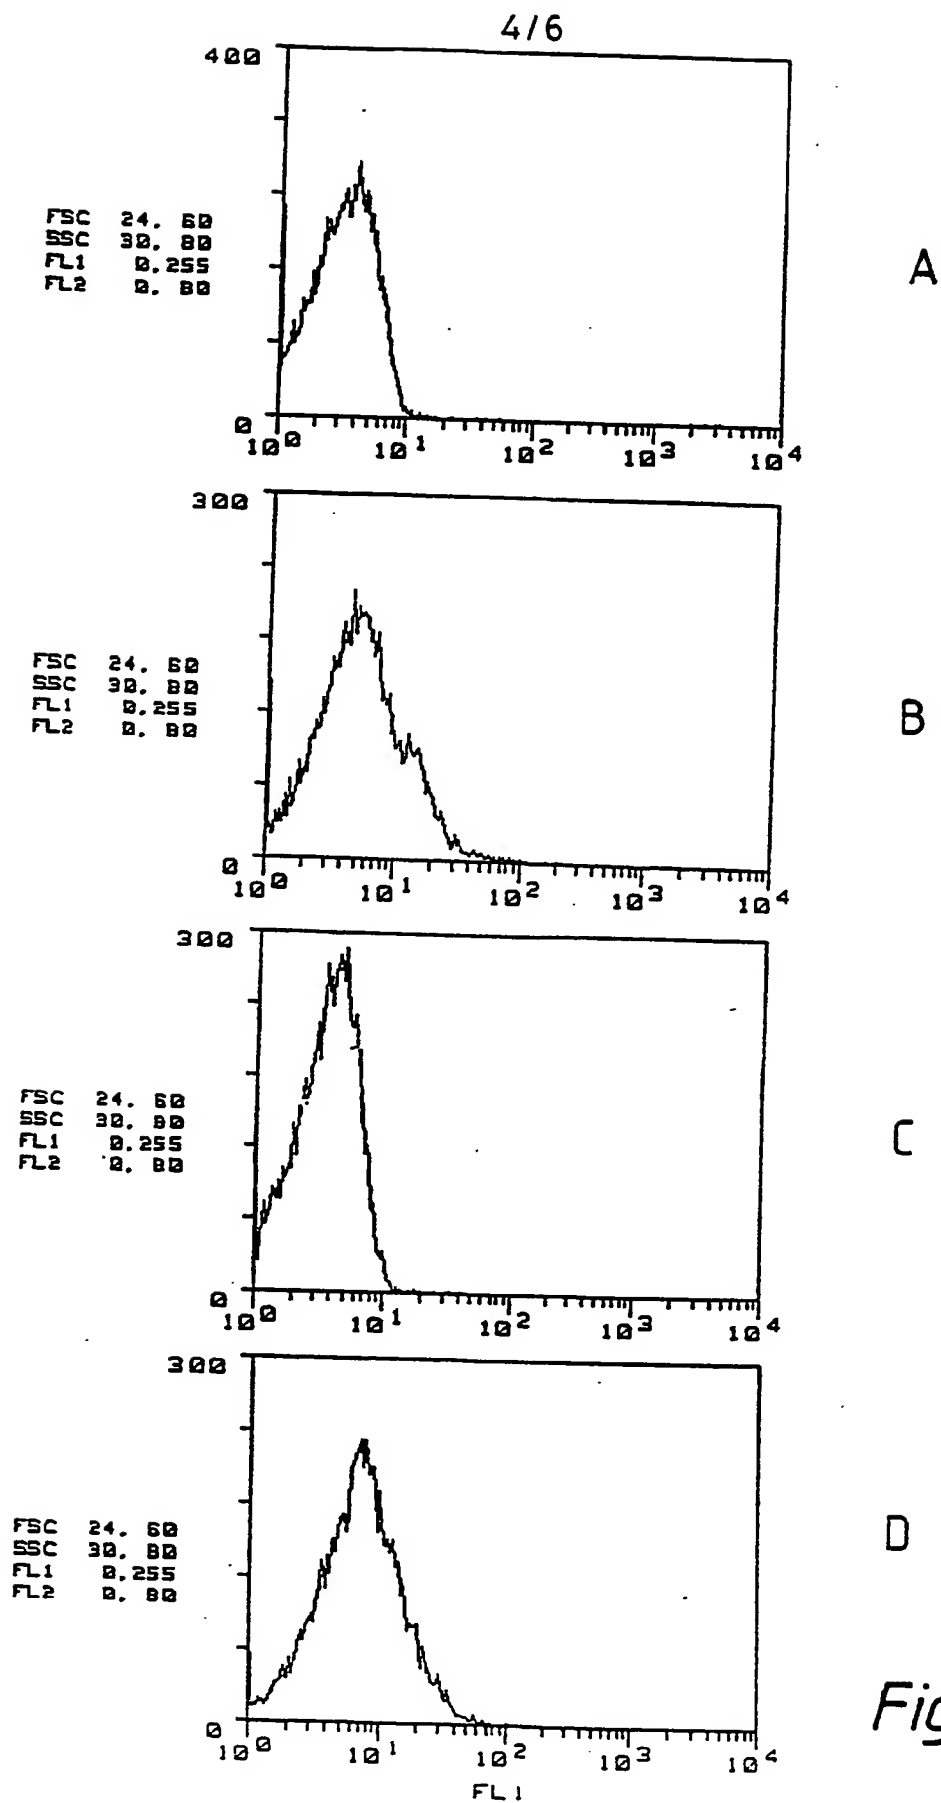 4/6
400
FSC 24. 60
SSC 30. 80
FL1 0.255
FL2 0. 80
A
0
10⁰ 10¹ 10² 10³ 10⁴
300
FSC 24. 60
SSC 30. 80
FL1 0.255
FL2 0. 80
B
0
10⁰ 10¹ 10² 10³ 10⁴
300
FSC 24. 60
SSC 30. 80
FL1 0.255
FL2 0. 80
C
0
10⁰ 10¹ 10² 10³ 10⁴
300
FSC 24. 60
SSC 30. 80
FL1 0.255
FL2 0. 80
D
0
10⁰ 10¹ 10² 10³ 10⁴
FL1
Fig